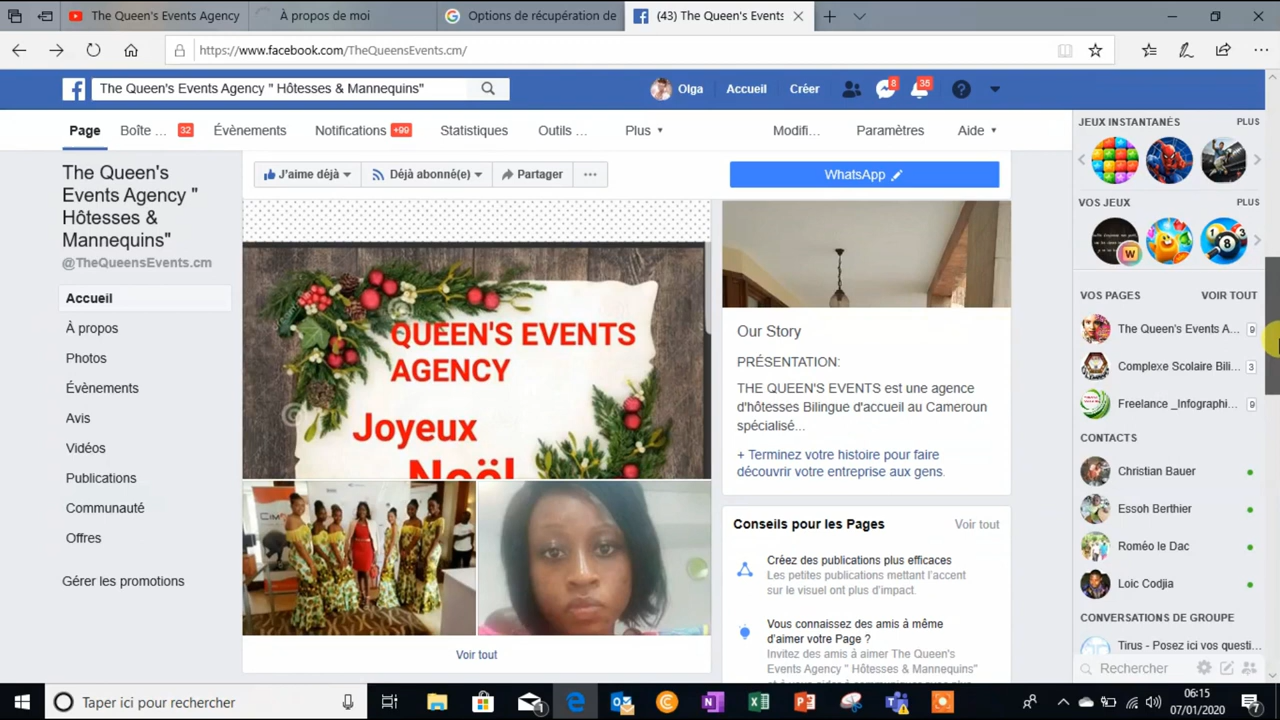 The Queen's Events Agency
À propos de moi
Options de récupération de
(43) The Queen's Events
https://www.facebook.com/TheQueensEvents.cm/
The Queen's Events Agency " Hôtesses & Mannequins"
Olga
Accueil
Créer
8
35
Page
Boîte ...
32
Évènements
Notifications
+99
Statistiques
Outils ...
Plus
Modifi...
Paramètres
Aide
The Queen's
Events Agency "
Hôtesses &
Mannequins"
@TheQueensEvents.cm
Accueil
À propos
Photos
Évènements
Avis
Vidéos
Publications
Communauté
Offres
Gérer les promotions
J'aime déjà
Déjà abonné(e)
Partager
...
WhatsApp
QUEEN'S EVENTS
AGENCY
Joyeux
Noël
Voir tout
Our Story
PRÉSENTATION:
THE QUEEN'S EVENTS est une agence
d'hôtesses Bilingue d'accueil au Cameroun
spécialisé...
+ Terminez votre histoire pour faire
découvrir votre entreprise aux gens.
Conseils pour les Pages
Voir tout
Créez des publications plus efficaces
Les petites publications mettant l'accent
sur le visuel ont plus d'impact.
Vous connaissez des amis à même
d'aimer votre Page ?
Invitez des amis à aimer The Queen's
Events Agency " Hôtesses & Mannequins"
JEUX INSTANTANÉS
PLUS
VOS JEUX
PLUS
W
1
2
3
8
VOS PAGES
VOIR TOUT
The Queen's Events A...
9
Complexe Scolaire Bili...
3
Freelance _Infographi...
9
CONTACTS
Christian Bauer
Essoh Berthier
Roméo le Dac
Loic Codjia
CONVERSATIONS DE GROUPE
Tirus - Posez ici vos questi...
Rechercher
Taper ici pour rechercher
1
06:15
07/01/2020
7